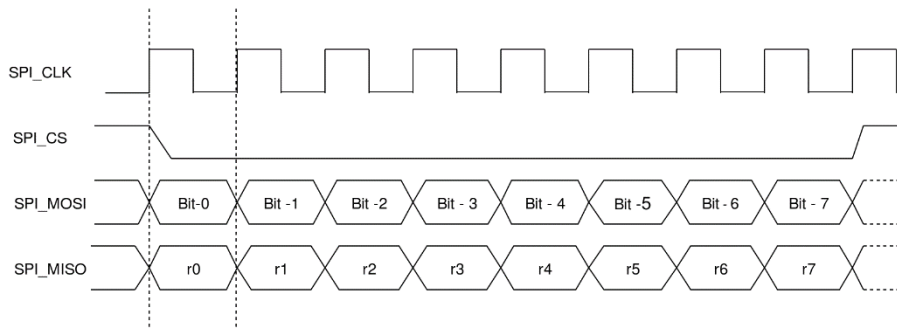 SPI_CLK
SPI_CS
SPI_MOSI Bit-0 Bit -1 Bit -2 Bit - 3 Bit - 4 Bit -5 Bit - 6 Bit - 7
SPI_MISO r0 r1 r2 r3 r4 r5 r6 r7